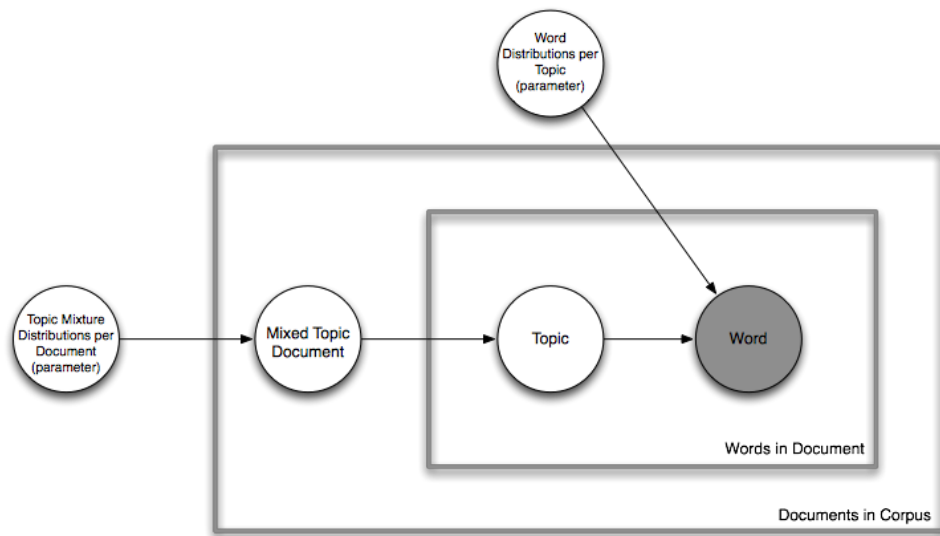 Word
Distributions per
Topic
(parameter)
Topic Mixture
Distributions per
Document
(parameter)
Mixed Topic
Document
Topic
Word
Words in Document
Documents in Corpus